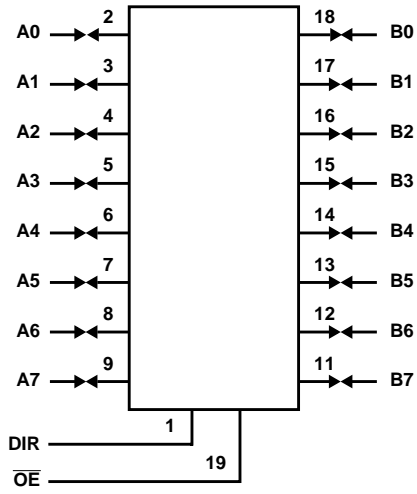 A0 2 18 B0
A1 3 17 B1
A2 4 16 B2
A3 5 15 B3
A4 6 14 B4
A5 7 13 B5
A6 8 12 B6
A7 9 11 B7
DIR 1
O̅E̅ 19